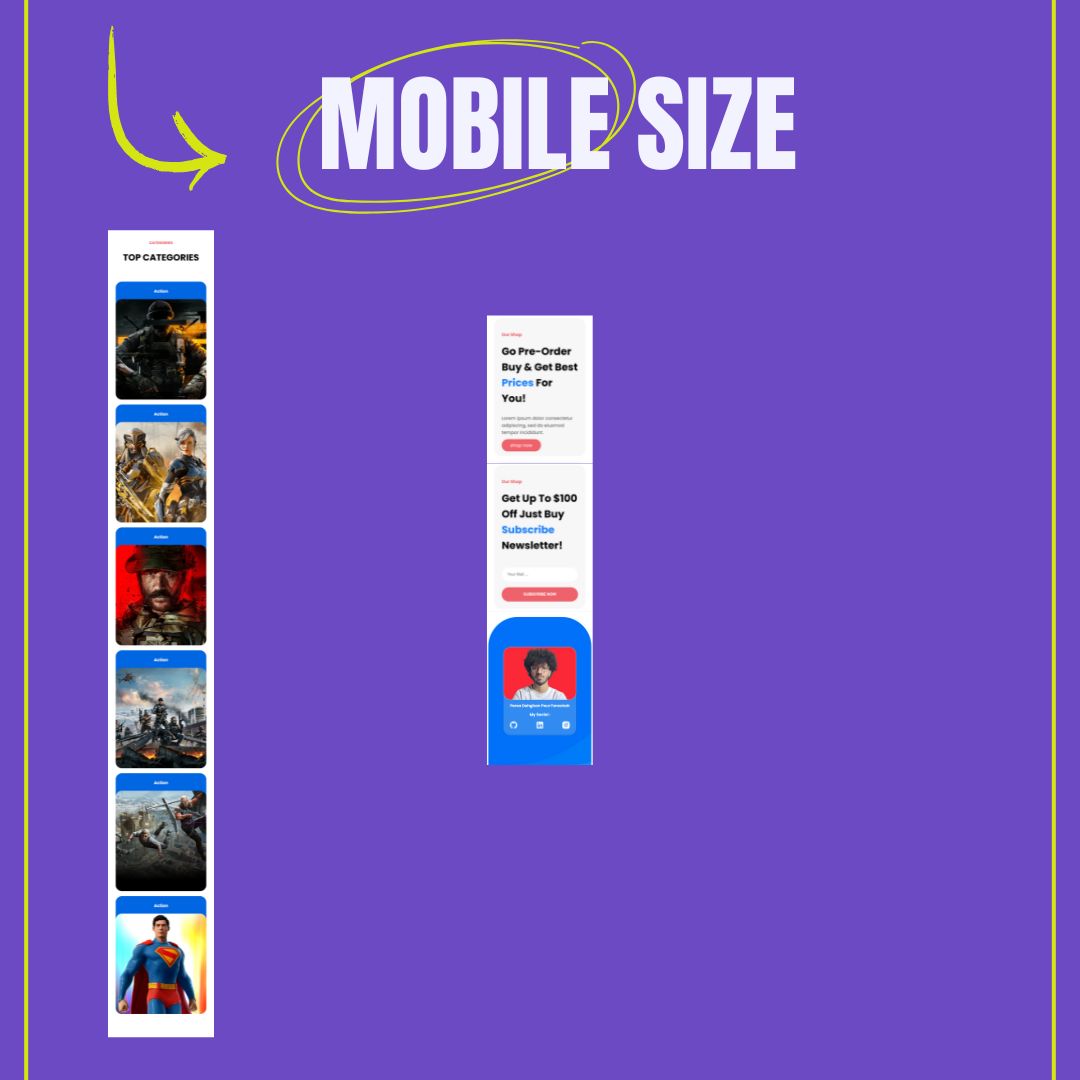 MOBILE SIZE
CATEGORIES
TOP CATEGORIES
Action
Action
Action
Action
Action
Action
Our Shop
Go Pre-Order
Buy & Get Best
Prices For
You!
Lorem ipsum dolor consectetur
adipiscing, sed do eiusmod
tempor incididunt.
Shop Now
Our Shop
Get Up To $100
Off Just Buy
Subscribe
Newsletter!
Your Mail ...
SUBSCRIBE NOW
My Social :